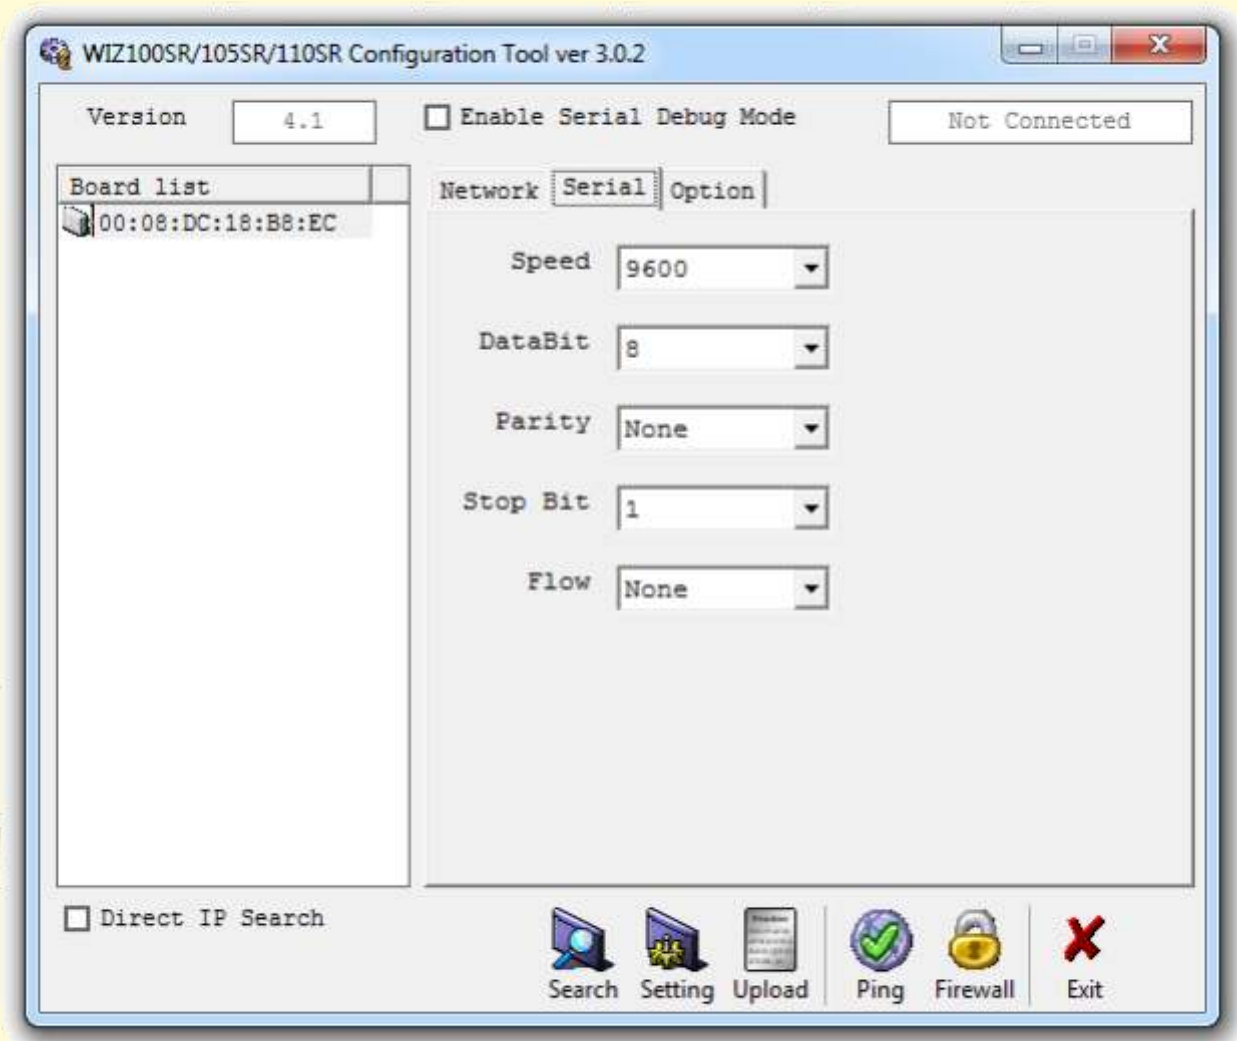 WIZ100SR/105SR/110SR Configuration Tool ver 3.0.2
Version 4.1 Enable Serial Debug Mode Not Connected
Board list
00:08:DC:18:B8:EC
Network Serial Option
Speed 9600
DataBit 8
Parity None
Stop Bit 1
Flow None
Direct IP Search
Search Setting Upload Ping Firewall Exit